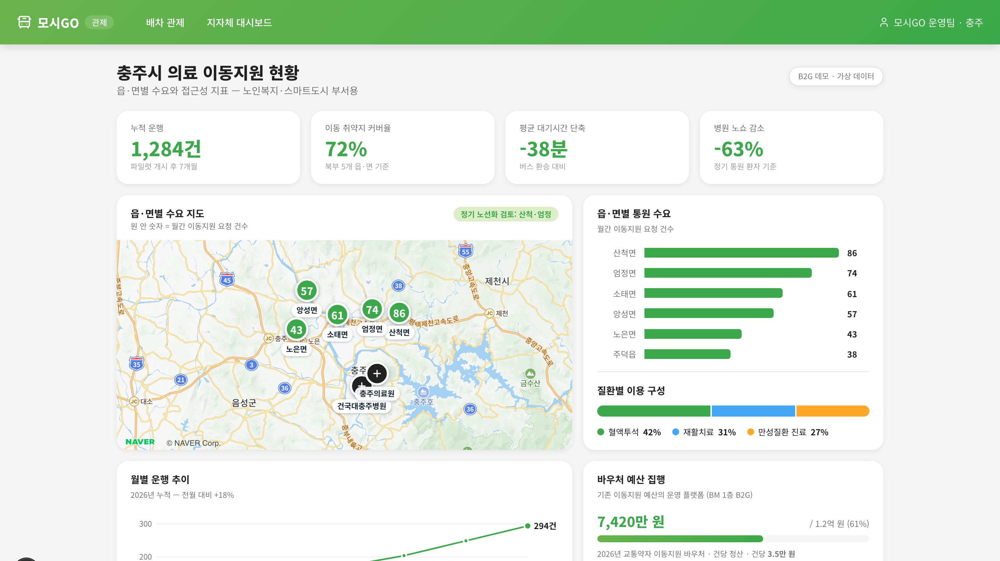 모시GO 관제 배차 관제 지자체 대시보드 모시GO 운영팀 · 충주
충주시 의료 이동지원 현황
읍·면별 수요와 접근성 지표 — 노인복지·스마트도시 부서용
B2G 데모 · 가상 데이터
누적 운행
1,284건
파일럿 개시 후 7개월
이동 취약지 커버율
72%
북부 5개 읍·면 기준
평균 대기시간 단축
-38분
버스 환승 대비
병원 노쇼 감소
-63%
정기 통원 환자 기준
읍·면별 수요 지도
원 안 숫자 = 월간 이동지원 요청 건수
정기 노선화 검토: 산척·엄정
55
중앙고속도로
45
제천시
38
57
앙성면
중부고속도로
61
소태면
74
엄정면
86
산척면
평택제천고속도로
JC 제천
43
노은면
JC 충주
노은
중앙고속도로
35
3
21
36
충주
금수산
충주의료원
건국대충주병원
충주호
36
JC 대소
음성군
중부내륙고
NAVER
© NAVER Corp.
읍·면별 통원 수요
월간 이동지원 요청 건수
산척면 86
엄정면 74
소태면 61
앙성면 57
노은면 43
주덕읍 38
질환별 이용 구성
혈액투석 42% 재활치료 31% 만성질환 진료 27%
월별 운행 추이
2026년 누적 — 전월 대비 +18%
300
294건
200
바우처 예산 집행
기존 이동지원 예산의 운영 플랫폼 (BM 1층 B2G)
7,420만 원 / 1.2억 원 (61%)
2026년 교통약자 이동지원 바우처 · 건당 정산 · 건당 3.5만 원